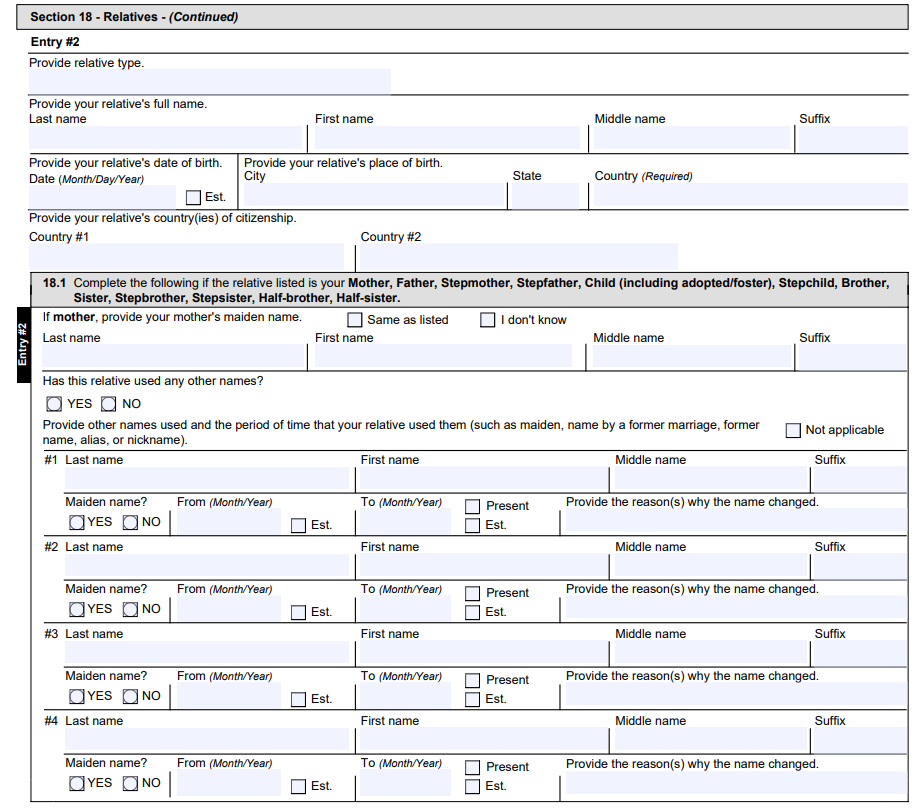 Section 18 - Relatives - (Continued)
Entry #2
Provide relative type.
Provide your relative's full name.
Last name First name Middle name Suffix
Provide your relative's date of birth. Provide your relative's place of birth.
Date (Month/Day/Year) Est. City State Country (Required)
Provide your relative's country(ies) of citizenship.
Country #1 Country #2
18.1 Complete the following if the relative listed is your Mother, Father, Stepmother, Stepfather, Child (including adopted/foster), Stepchild, Brother,
Sister, Stepbrother, Stepsister, Half-brother, Half-sister.
Entry #2
If mother, provide your mother's maiden name. Same as listed I don't know
Last name First name Middle name Suffix
Has this relative used any other names?
YES NO
Provide other names used and the period of time that your relative used them (such as maiden, name by a former marriage, former
name, alias, or nickname). Not applicable
#1 Last name First name Middle name Suffix
Maiden name? From (Month/Year) To (Month/Year) Present Provide the reason(s) why the name changed.
YES NO Est. Est.
#2 Last name First name Middle name Suffix
Maiden name? From (Month/Year) To (Month/Year) Present Provide the reason(s) why the name changed.
YES NO Est. Est.
#3 Last name First name Middle name Suffix
Maiden name? From (Month/Year) To (Month/Year) Present Provide the reason(s) why the name changed.
YES NO Est. Est.
#4 Last name First name Middle name Suffix
Maiden name? From (Month/Year) To (Month/Year) Present Provide the reason(s) why the name changed.
YES NO Est. Est.